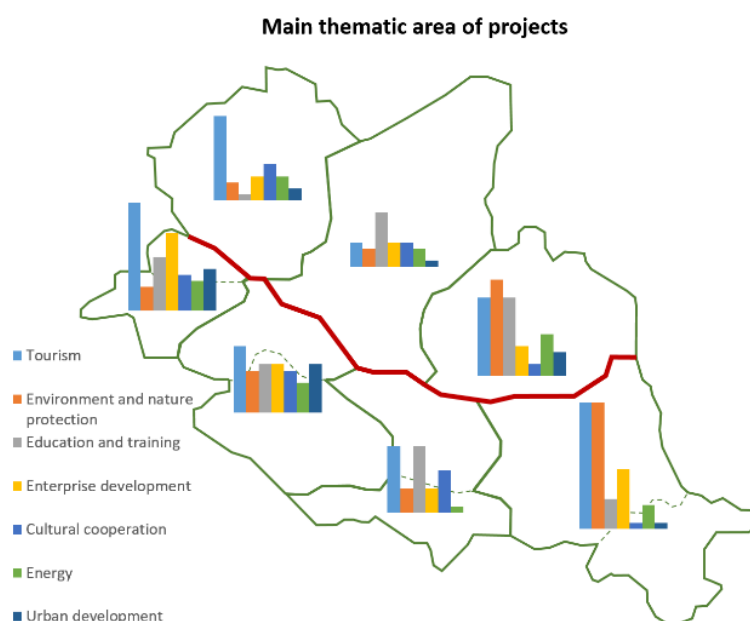 Main thematic area of projects
Tourism
Environment and nature
protection
Education and training
Enterprise development
Cultural cooperation
Energy
Urban development